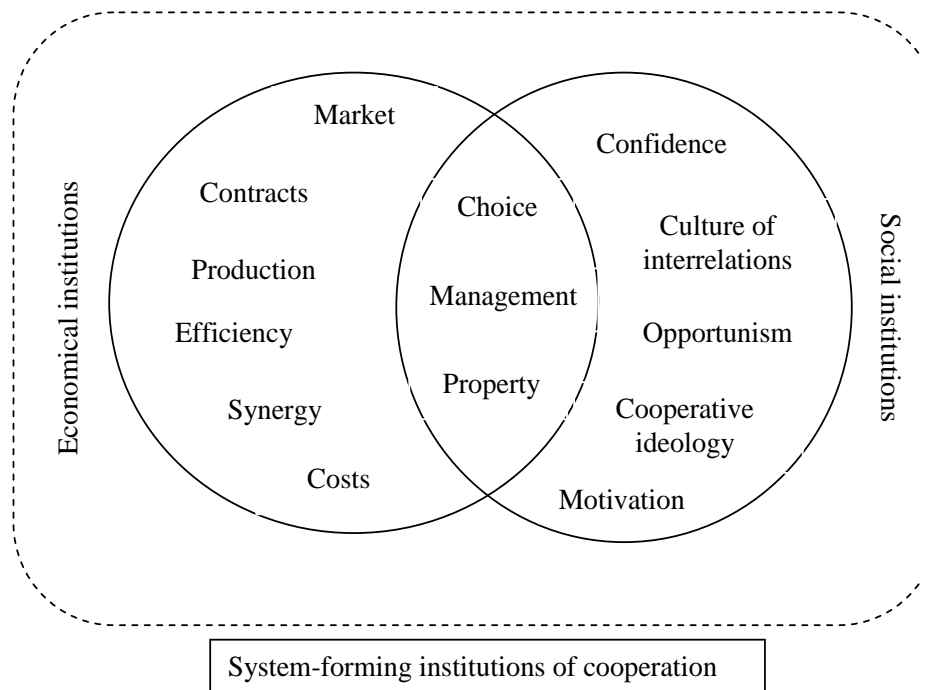 Economical institutions
Market
Contracts
Production
Efficiency
Synergy
Costs
Choice
Management
Property
Confidence
Culture of
interrelations
Opportunism
Cooperative
ideology
Motivation
Social institutions
System-forming institutions of cooperation